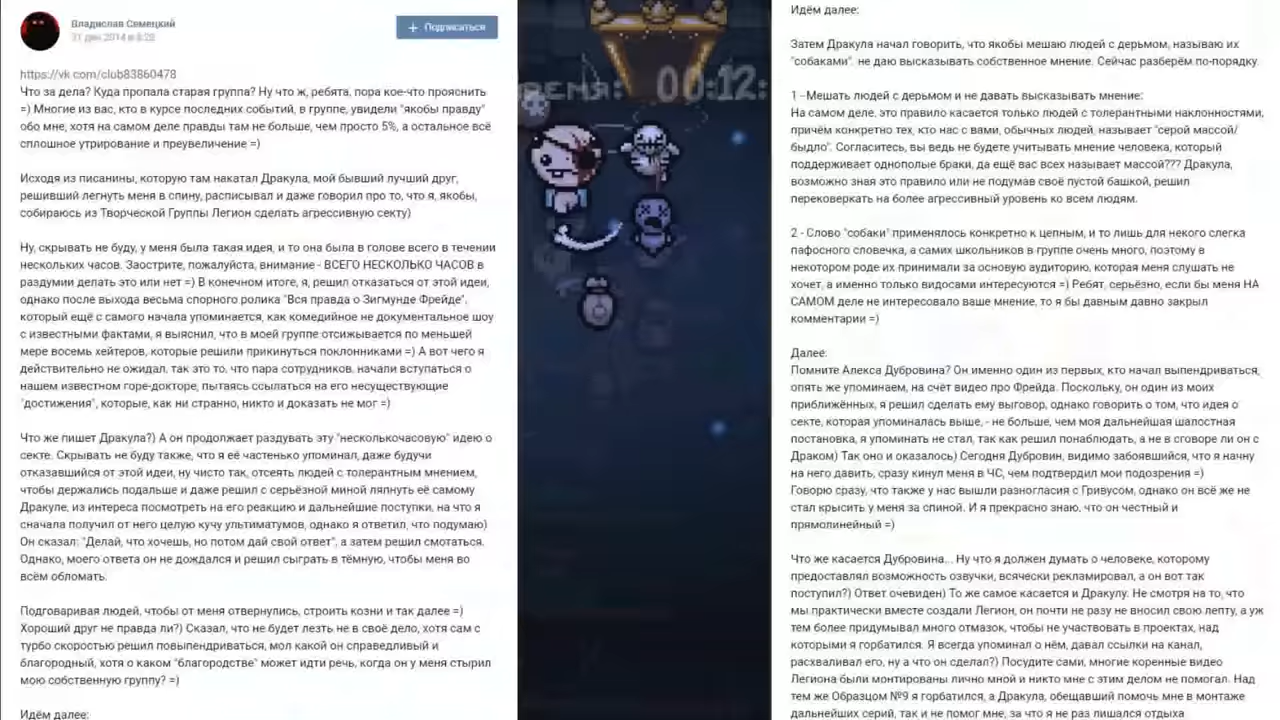 Владислав Семецкий
31 дек 2014 в 8:28
+ Подписаться
https://vk.com/club83860478
Что за дела? Куда пропала старая группа? Ну что ж, ребята, пора кое-что прояснить
=) Многие из вас, кто в курсе последних событий, в группе, увидели "якобы правду"
обо мне, хотя на самом деле правды там не больше, чем просто 5%, а остальное всё
сплошное утрирование и преувеличение =)
Исходя из писанины, которую там накатал Дракула, мой бывший лучший друг,
решивший легнуть меня в спину, расписывал и даже говорил про то, что я, якобы,
собираюсь из Творческой Группы Легион сделать агрессивную секту)
Ну, скрывать не буду, у меня была такая идея, и то она была в голове всего в течении
нескольких часов. Заострите, пожалуйста, внимание - ВСЕГО НЕСКОЛЬКО ЧАСОВ в
раздумии делать это или нет =) В конечном итоге, я, решил отказаться от этой идеи,
однако после выхода весьма спорного ролика "Вся правда о Зигмунде Фрейде",
который ещё с самого начала упоминается, как комедийное не документальное шоу
с известными фактами, я выяснил, что в моей группе отсиживается по меньшей
мере восемь хейтеров, которые решили прикинуться поклонниками =) А вот чего я
действительно не ожидал, так это то, что пара сотрудников, начали вступаться о
нашем известном горе-докторе, пытаясь ссылаться на его несуществующие
"достижения", которые, как ни странно, никто и доказать не мог =)
Что же пишет Дракула?) А он продолжает раздувать эту "несколькочасовую" идею о
секте. Скрывать не буду также, что я её частенько упоминал, даже будучи
отказавшийся от этой идеи, ну чисто так, отсеять людей с толерантным мнением,
чтобы держались подальше и даже решил с серьёзной миной ляпнуть её самому
Дракуле, из интереса посмотреть на его реакцию и дальнейшие поступки, на что я
сначала получил от него целую кучу ультиматумов, однако я ответил, что подумаю)
Он сказал: "Делай, что хочешь, но потом дай свой ответ", а затем решил смотаться.
Однако, моего ответа он не дождался и решил сыграть в тёмную, чтобы меня во
всём обломать.
Подговаривая людей, чтобы от меня отвернулись, строить козни и так далее =)
Хороший друг не правда ли?) Сказал, что не будет лезть не в своё дело, хотя сам с
турбо скоростью решил повыпендриваться, мол какой он справедливый и
благородный, хотя о каком "благородстве" может идти речь, когда он у меня стырил
мою собственную группу? =)
Идём далее:
ВРЕМЯ: 00:12:
Идём далее:
Затем Дракула начал говорить, что якобы мешаю людей с дерьмом, называю их
"собаками". не даю высказывать собственное мнение. Сейчас разберём по-порядку.
1 - Мешать людей с дерьмом и не давать высказывать мнение:
На самом деле, это правило касается только людей с толерантными наклонностями,
причём конкретно тех, кто нас с вами, обычных людей, называет "серой массой/
быдло". Согласитесь, вы ведь не будете учитывать мнение человека, который
поддерживает однополые браки, да ещё вас всех называет массой??? Дракула,
возможно зная это правило или не подумав своё пустой башкой, решил
перековеркать на более агрессивный уровень ко всем людям.
2 - Слово "собаки" применялось конкретно к цепным, и то лишь для некого слегка
пафосного словечка, а самих школьников в группе очень много, поэтому в
некотором роде их принимали за основую аудиторию, которая меня слушать не
хочет, а именно только видосами интересуются =) Ребят, серьёзно, если бы меня НА
САМОМ деле не интересовало ваше мнение, то я бы давным давно закрыл
комментарии =)
Далее:
Помните Алекса Дубровина? Он именно один из первых, кто начал выпендриваться,
опять же упоминаем, на счёт видео про Фрейда. Поскольку, он один из моих
приближённых, я решил сделать ему выговор, однако говорить о том, что идея о
секте, которая упоминалась выше, - не больше, чем моя дальнейшая шапостная
постановка, я упоминать не стал, так как решил понаблюдать, а не в сговоре ли он с
Драком) Так оно и оказалось) Сегодня Дубровин, видимо забоявшийся, что я начну
на него давить, сразу кинул меня в ЧС, чем подтвердил мои подозрения =)
Говорю сразу, что также у нас вышли разногласия с Гривусом, однако он всё же не
стал крысить у меня за спиной. И я прекрасно знаю, что он честный и
прямолинейный =)
Что же касается Дубровина... Ну что я должен думать о человеке, которому
предоставлял возможность озвучки, всячески рекламировал, а он вот так
поступил?) Ответ очевиден) То же самое касается и Дракулу. Не смотря на то, что
мы практически вместе создали Легион, он почти не разу не вносил свою лепту, а уж
тем более придумывал много отмазок, чтобы не участвовать в проектах, над
которыми я горбатился. Я всегда упоминал о нём, давал ссылки на канал,
расхваливал его, ну а что он сделал?) Посудите сами, многие коренные видео
Легиона были монтированы лично мной и никто мне с этим делом не помогал. Над
тем же Образцом №9 я горбатился, а Дракула, обещавший помочь мне в монтаже
дальнейших серий, так и не помог мне, за что я не раз лишался отдыха